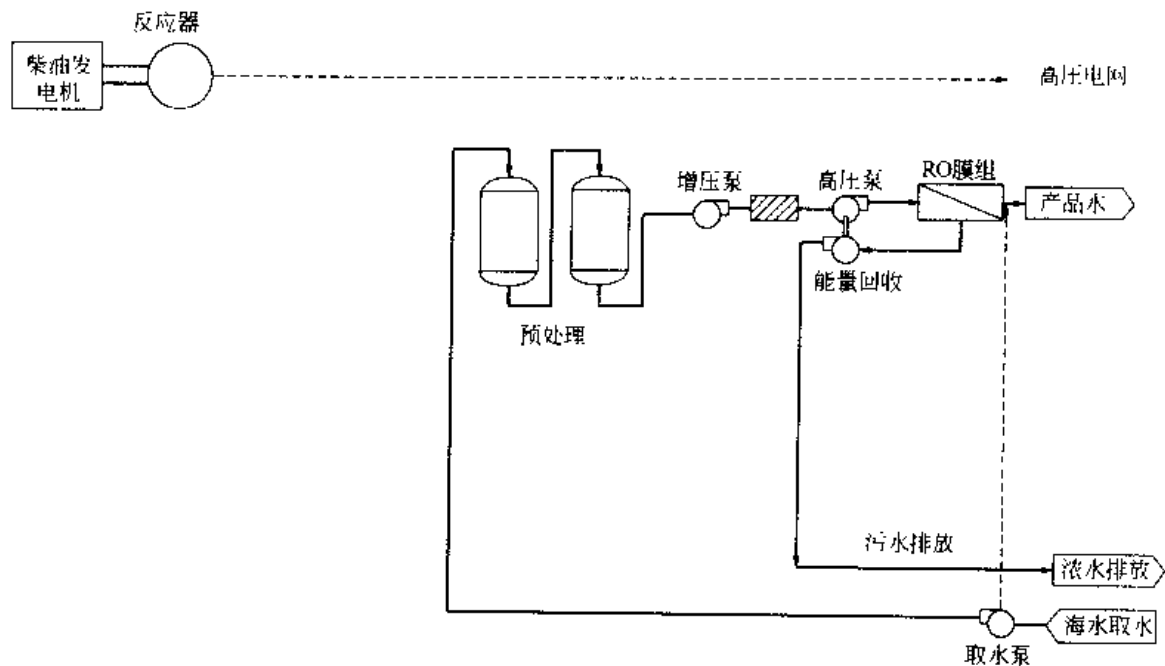 反应器
柴油发
电机
高压电网
增压泵
高压泵
RO膜组
产品水
能量回收
预处理
污水排放
浓水排放
海水取水
取水泵